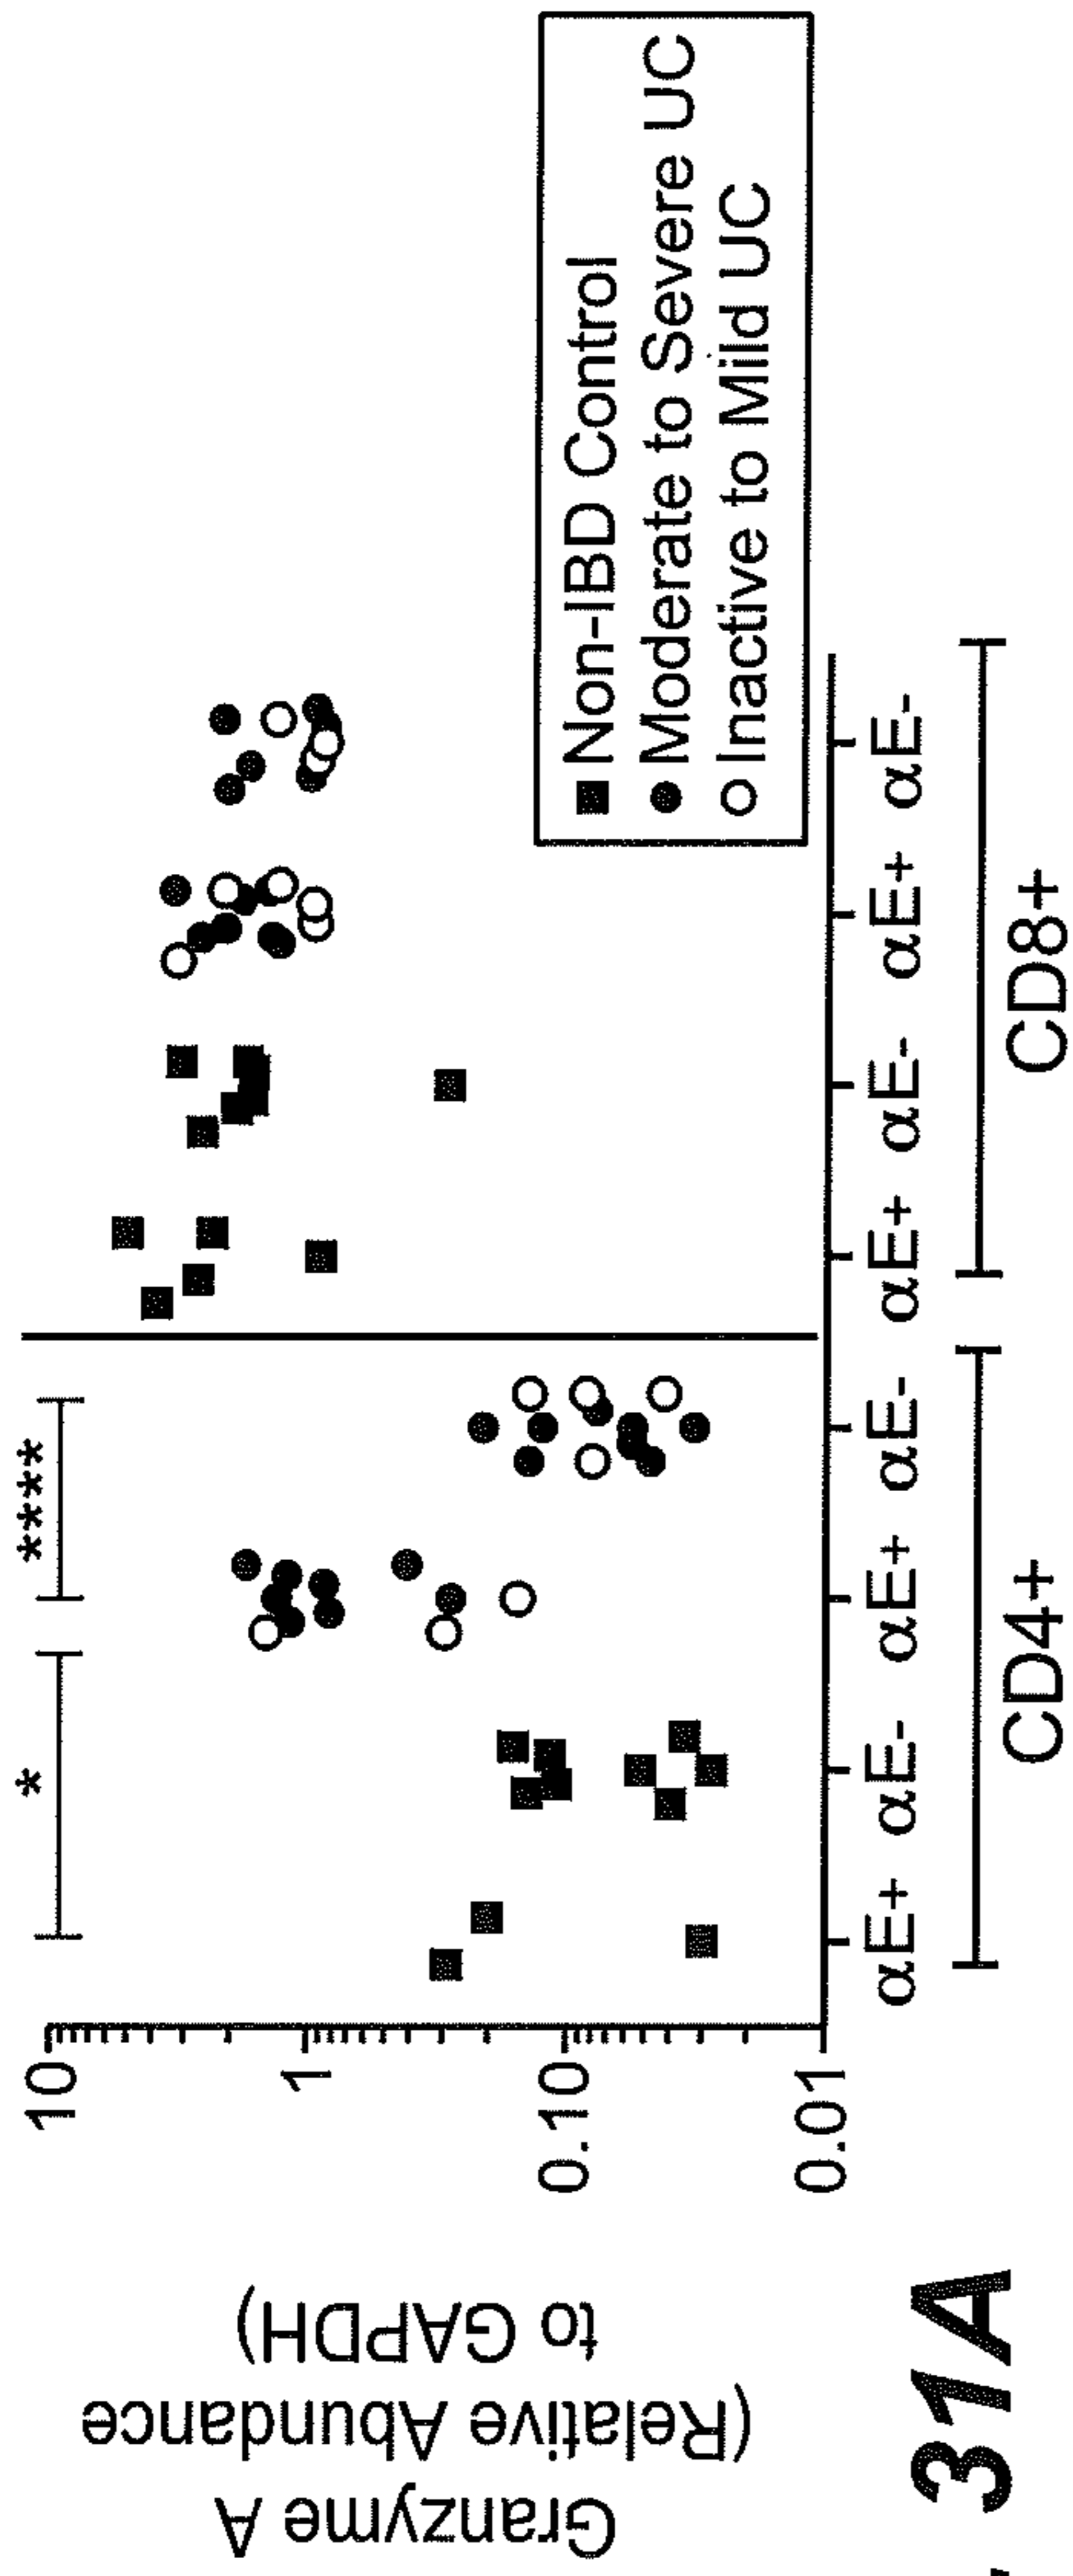 Granzyme A
(Relative Abundance
to GAPDH)
10
1
0.10
0.01
*
****
αE+ αE- αE+ αE- αE+ αE- αE+ αE-
CD4+
CD8+
Non-IBD Control
Moderate to Severe UC
Inactive to Mild UC
31A